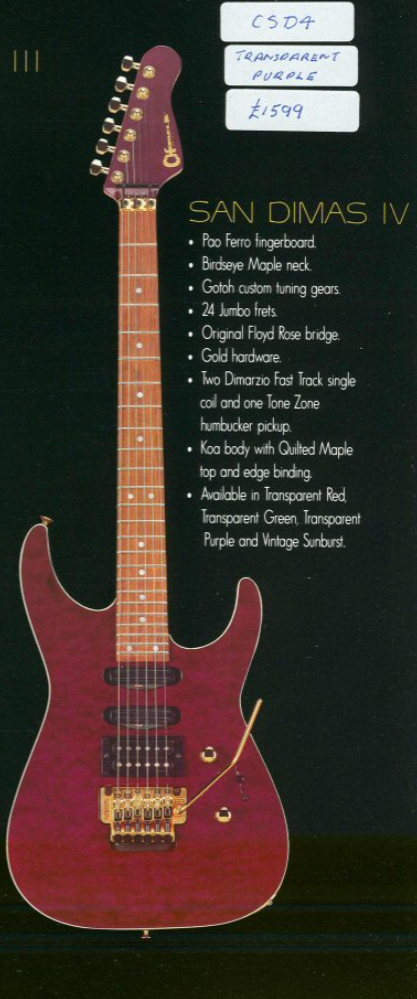 CSD4
TRANSPARENT
PURPLE
£1599
III
Charvel
SAN DIMAS IV
• Pao Ferro fingerboard.
• Birdseye Maple neck.
• Gotoh custom tuning gears.
• 24 Jumbo frets.
• Original Floyd Rose bridge.
• Gold hardware.
• Two Dimarzio Fast Track single
coil and one Tone Zone
humbucker pickup.
• Koa body with Quilted Maple
top and edge binding.
• Available in Transparent Red,
Transparent Green, Transparent
Purple and Vintage Sunburst.